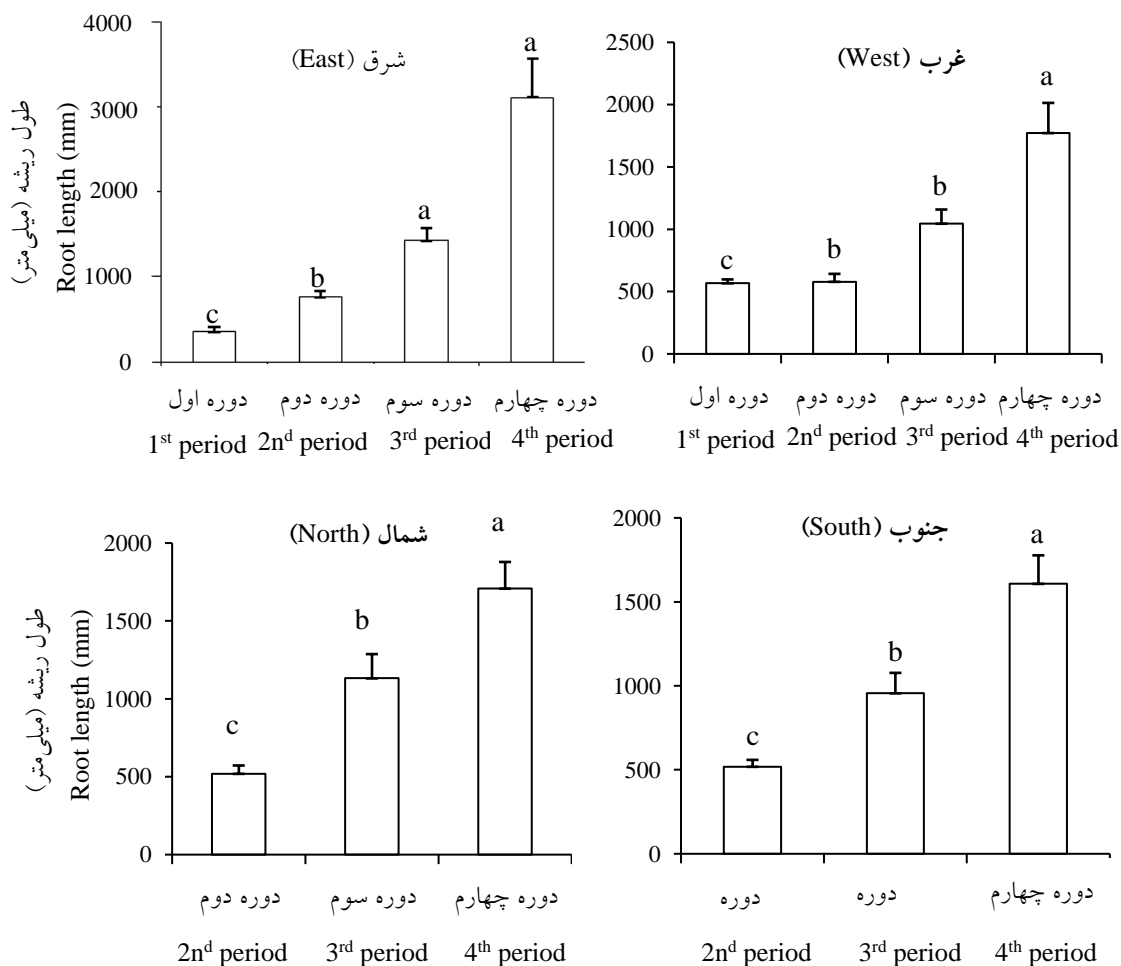 شرق (East)
طول ریشه (میلی‌متر)
Root length (mm)
4000
3000
2000
1000
0
c
b
a
a
دوره اول
دوره دوم
دوره سوم
دوره چهارم
1st period
2nd period
3rd period
4th period
غرب (West)
2500
2000
1500
1000
500
0
c
b
b
a
دوره اول
دوره دوم
دوره سوم
دوره چهارم
1st period
2nd period
3rd period
4th period
شمال (North)
طول ریشه (میلی‌متر)
Root length (mm)
2000
1500
1000
500
0
c
b
a
دوره دوم
دوره سوم
دوره چهارم
2nd period
3rd period
4th period
جنوب (South)
2000
1500
1000
500
0
c
b
a
دوره
دوره
دوره چهارم
2nd period
3rd period
4th period